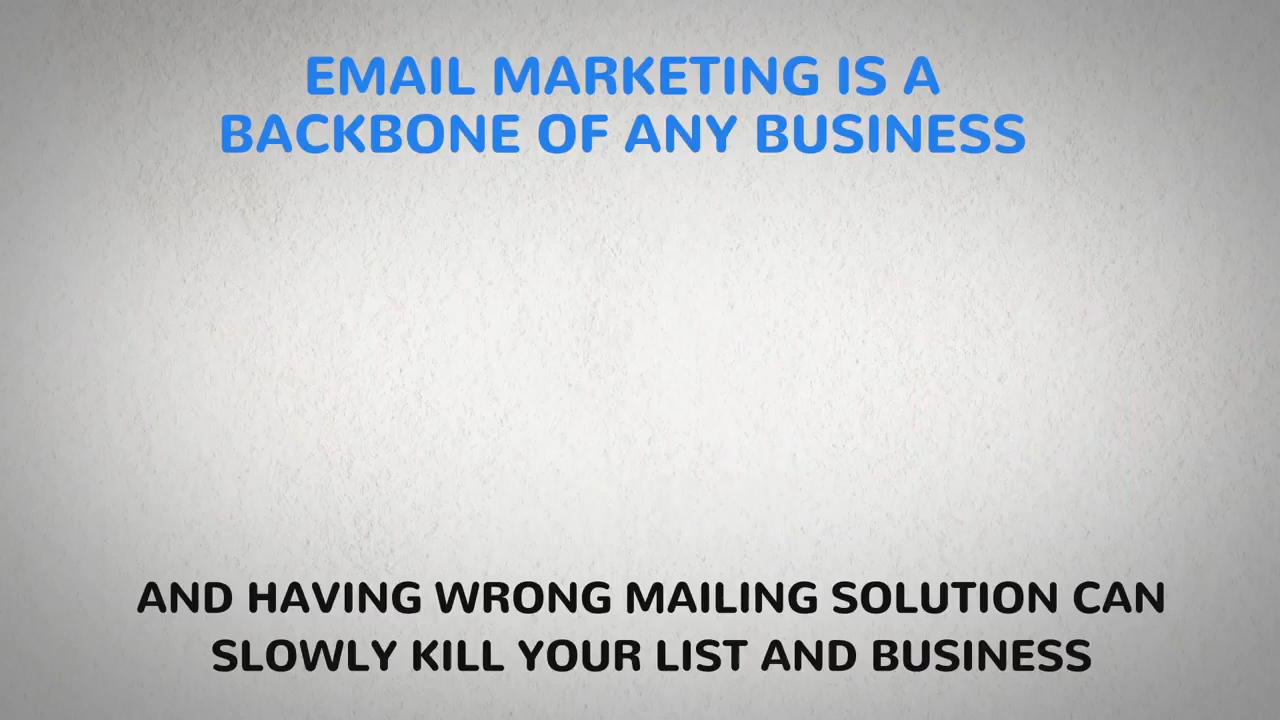 EMAIL MARKETING IS A
BACKBONE OF ANY BUSINESS
AND HAVING WRONG MAILING SOLUTION CAN
SLOWLY KILL YOUR LIST AND BUSINESS